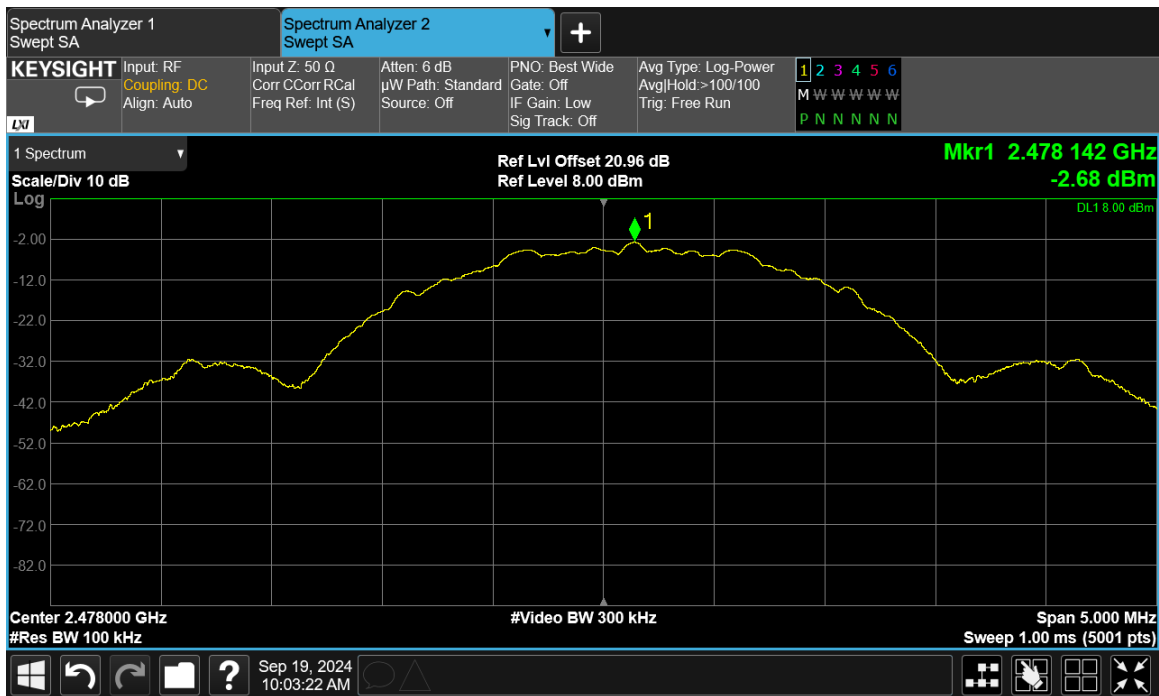 Spectrum Analyzer 1
Swept SA
Spectrum Analyzer 2
Swept SA
▼
+
KEYSIGHT
LXI
Input: RF
Coupling: DC
Align: Auto
Input Z: 50 Ω
Corr CCorr RCal
Freq Ref: Int (S)
Atten: 6 dB
µW Path: Standard
Source: Off
PNO: Best Wide
Gate: Off
IF Gain: Low
Sig Track: Off
Avg Type: Log-Power
Avg|Hold:>100/100
Trig: Free Run
1 2 3 4 5 6
M W W W W W
P N N N N N
1 Spectrum ▼
Scale/Div 10 dB
Log
Ref Lvl Offset 20.96 dB
Ref Level 8.00 dBm
Mkr1 2.478 142 GHz
-2.68 dBm
DL1 8.00 dBm
1
-2.00
-12.0
-22.0
-32.0
-42.0
-52.0
-62.0
-72.0
-82.0
Center 2.478000 GHz
#Res BW 100 kHz
#Video BW 300 kHz
Span 5.000 MHz
Sweep 1.00 ms (5001 pts)
?
Sep 19, 2024
10:03:22 AM